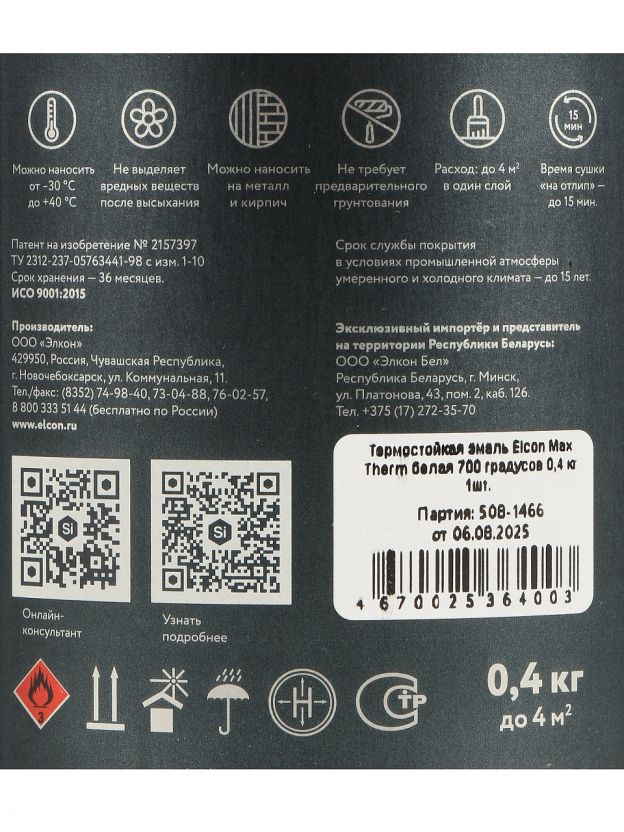 15
МИН
Можно наносить
от –30 °C
до +40 °C
Не выделяет
вредных веществ
после высыхания
Можно наносить
на металл
и кирпич
Не требует
предварительного
грунтования
Расход: до 4 м²
в один слой
Время сушки
«на отлип» –
до 15 мин.
Патент на изобретение № 2157397
ТУ 2312-237-05763441-98 с изм. 1-10
Срок хранения – 36 месяцев.
ИСО 9001:2015
Срок службы покрытия
в условиях промышленной атмосферы
умеренного и холодного климата – до 15 лет.
Производитель:
ООО «Элкон»
429950, Россия, Чувашская Республика,
г. Новочебоксарск, ул. Коммунальная, 11.
Тел./факс: (8352) 74-98-40, 73-04-88, 76-02-57,
8 800 333 51 44 (бесплатно по России)
www.elcon.ru
Эксклюзивный импортёр и представитель
на территории Республики Беларусь:
ООО «Элкон Бел»
Республика Беларусь, г. Минск,
ул. Платонова, 43, пом. 2, каб. 126.
Тел. +375 (17) 272-35-70
Термостойкая эмаль Elcon Max
Therm белая 700 градусов 0,4 кг
1шт.
Партия: 508-1466
от 06.08.2025
4670025364003
Si
Si
Онлайн-
консультант
Узнать
подробнее
3
Н
С тр
0,4 кг
до 4 м²